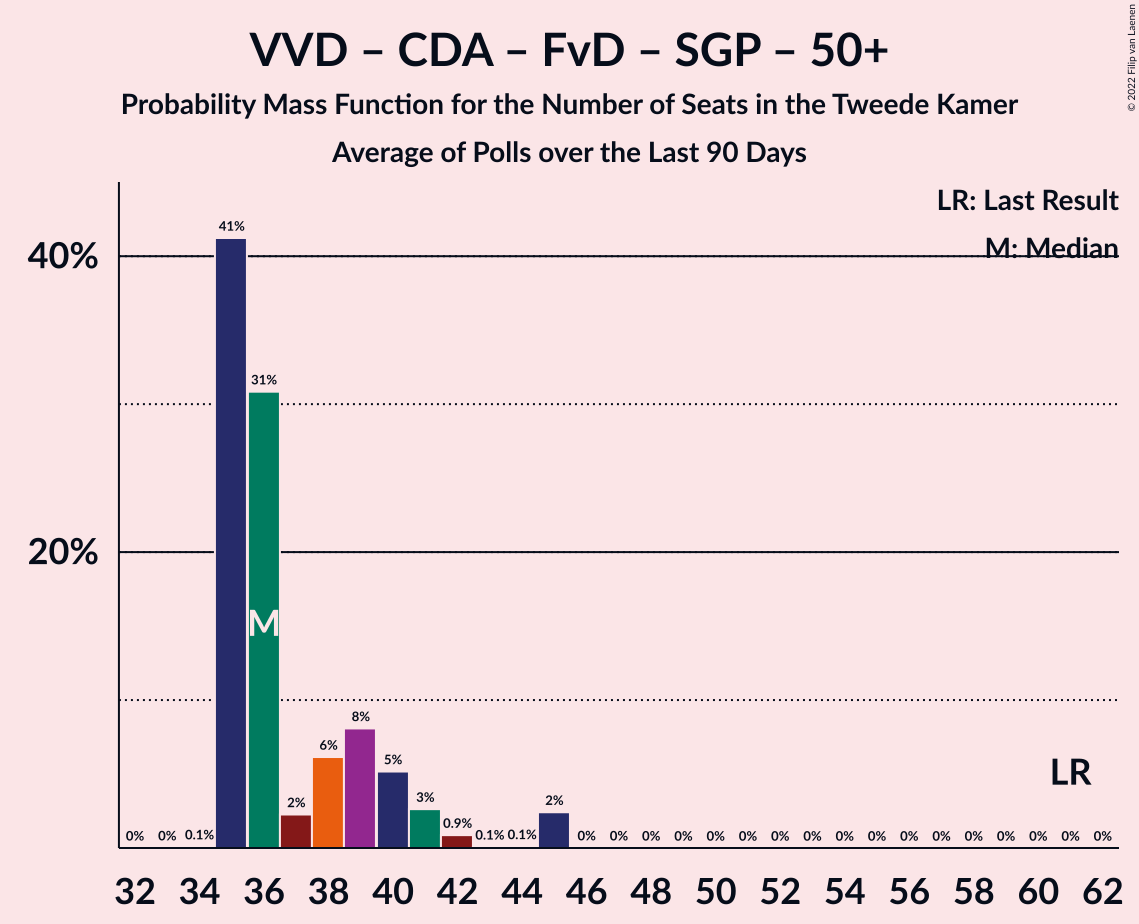 VVD – CDA – FvD – SGP – 50+
Probability Mass Function for the Number of Seats in the Tweede Kamer
Average of Polls over the Last 90 Days
© 2022 Filip van Laenen
LR: Last Result
M: Median
40%
20%
41%
31%
2%
6%
8%
5%
3%
0.9%
0.1%
0.1%
2%
0% 0% 0.1%
0% 0% 0% 0% 0% 0% 0% 0% 0% 0% 0% 0% 0% 0% 0% 0% 0%
M
LR
32 34 36 38 40 42 44 46 48 50 52 54 56 58 60 62